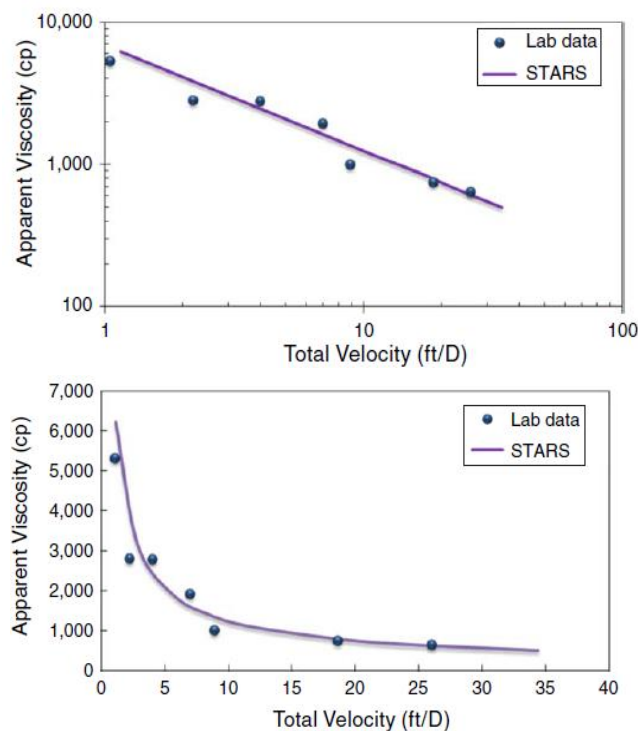 10,000
1,000
100
Apparent Viscosity (cp)
Lab data
STARS
1 10 100
Total Velocity (ft/D)
7,000
6,000
5,000
4,000
3,000
2,000
1,000
0
Apparent Viscosity (cp)
Lab data
STARS
0 5 10 15 20 25 30 35 40
Total Velocity (ft/D)